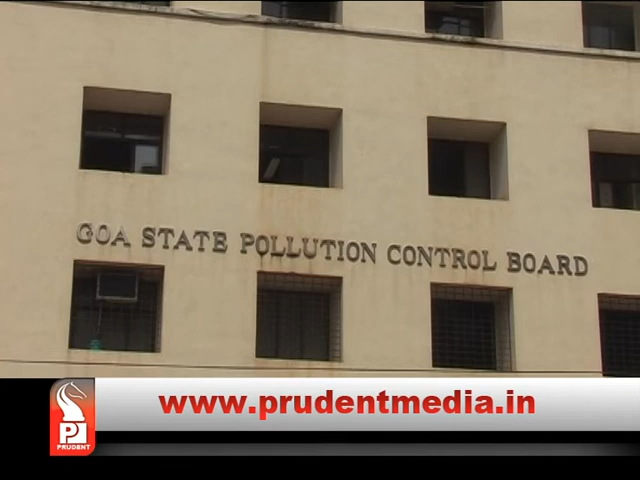 GOA STATE POLLUTION CONTROL BOARD
www.prudentmedia.in
P
PRUDENT